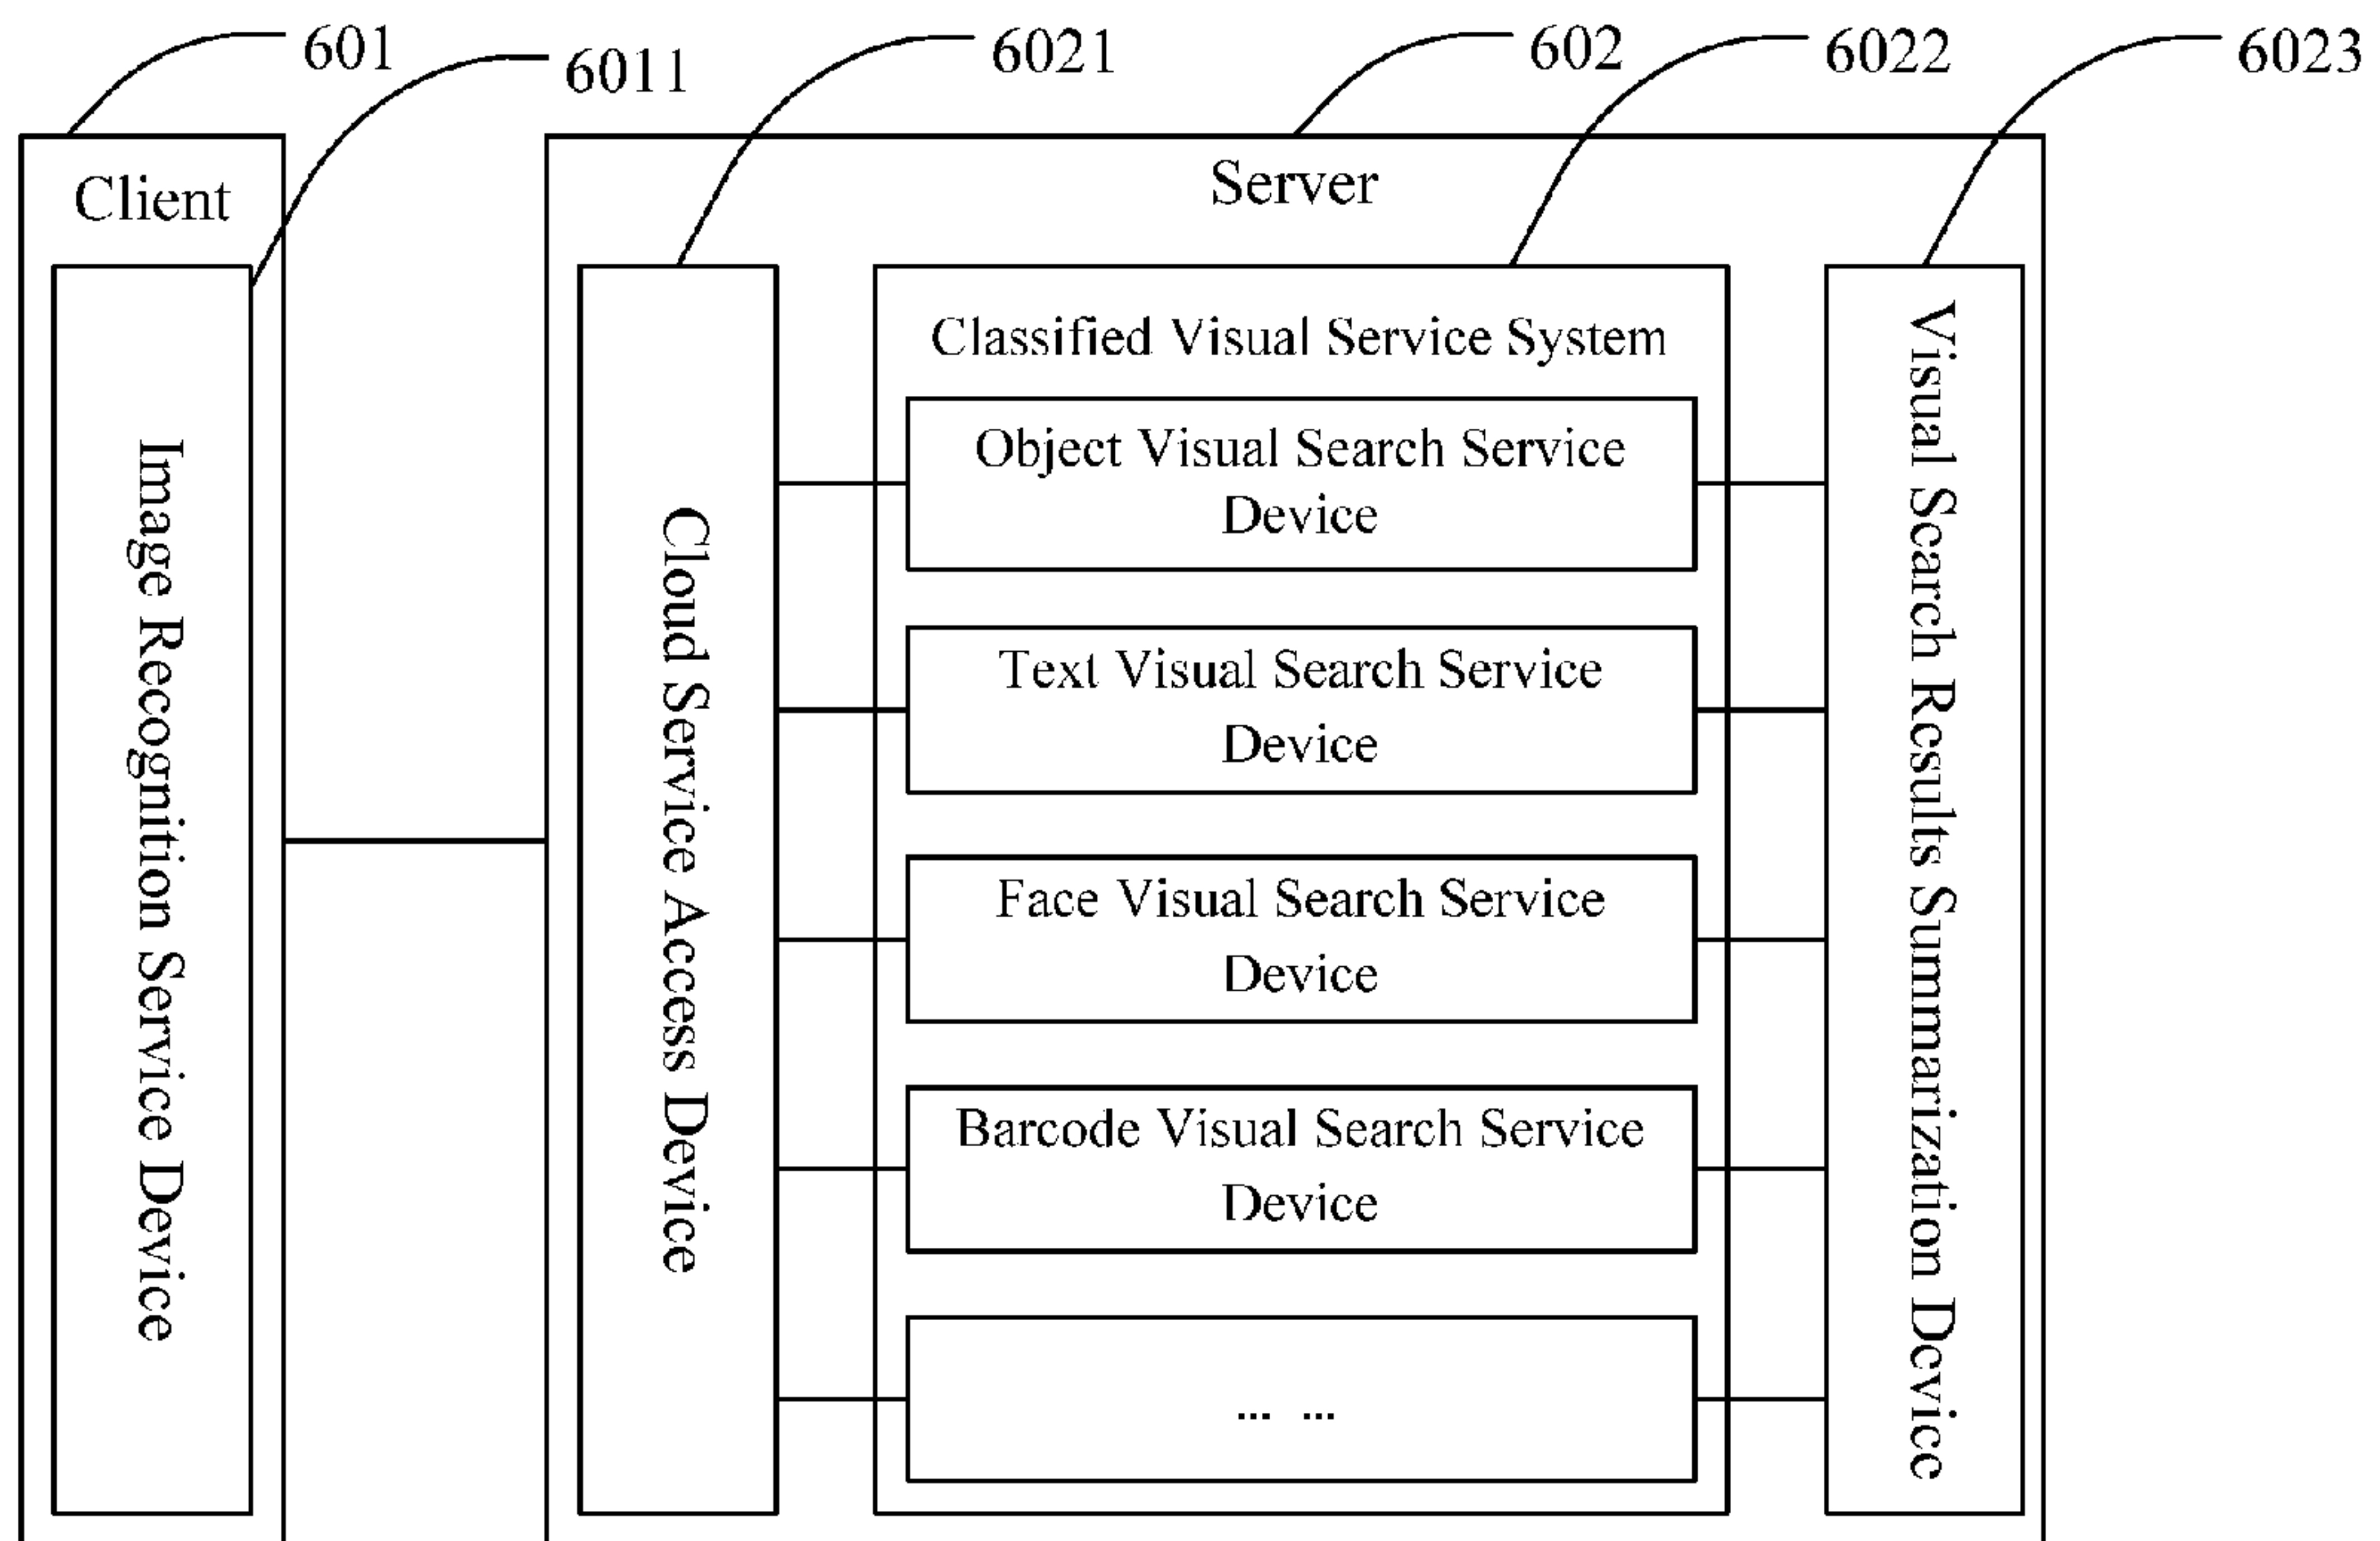 601
6011
6021
602
6022
6023
Client
Image Recognition Service Device
Server
Cloud Service Access Device
Classified Visual Service System
Object Visual Search Service
Device
Text Visual Search Service
Device
Face Visual Search Service
Device
Barcode Visual Search Service
Device
... ...
Visual Search Results Summarization Device